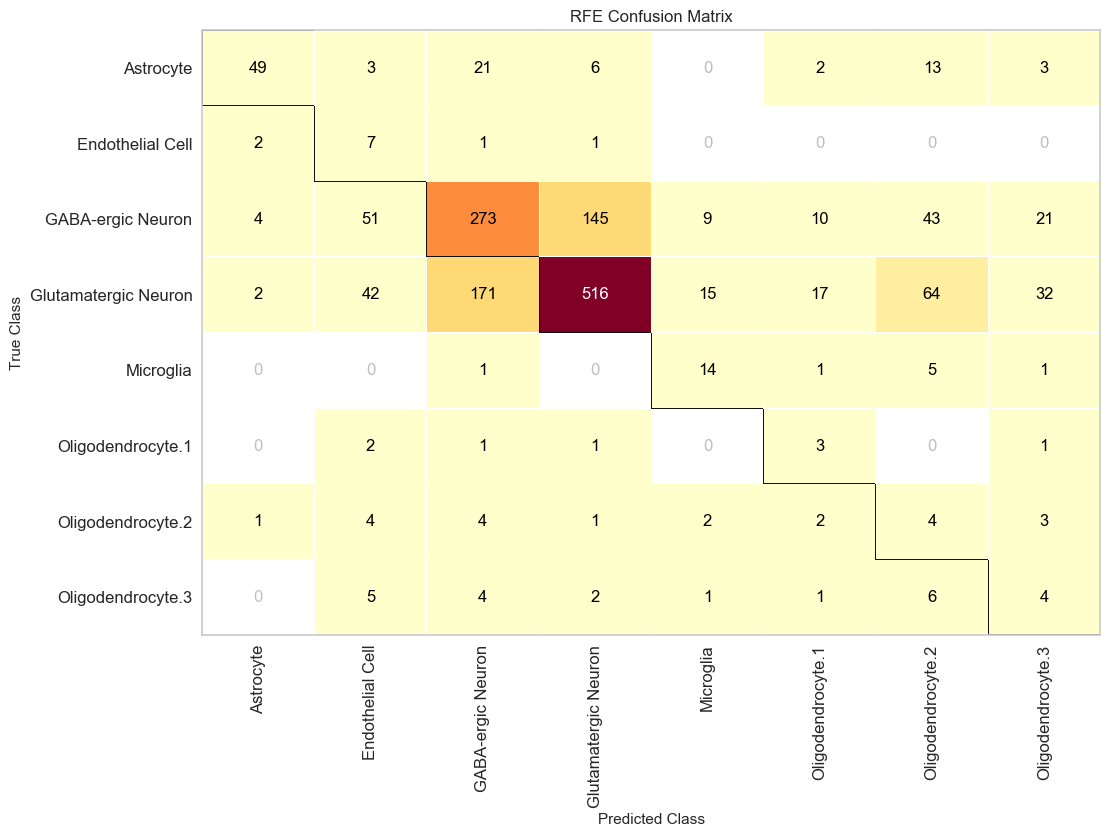 RFE Confusion Matrix
True Class
Astrocyte 49 3 21 6 0 2 13 3
Endothelial Cell 2 7 1 1 0 0 0 0
GABA-ergic Neuron 4 51 273 145 9 10 43 21
Glutamatergic Neuron 2 42 171 516 15 17 64 32
Microglia 0 0 1 0 14 1 5 1
Oligodendrocyte.1 0 2 1 1 0 3 0 1
Oligodendrocyte.2 1 4 4 1 2 2 4 3
Oligodendrocyte.3 0 5 4 2 1 1 6 4
Astrocyte
Endothelial Cell
GABA-ergic Neuron
Glutamatergic Neuron
Microglia
Oligodendrocyte.1
Oligodendrocyte.2
Oligodendrocyte.3
Predicted Class